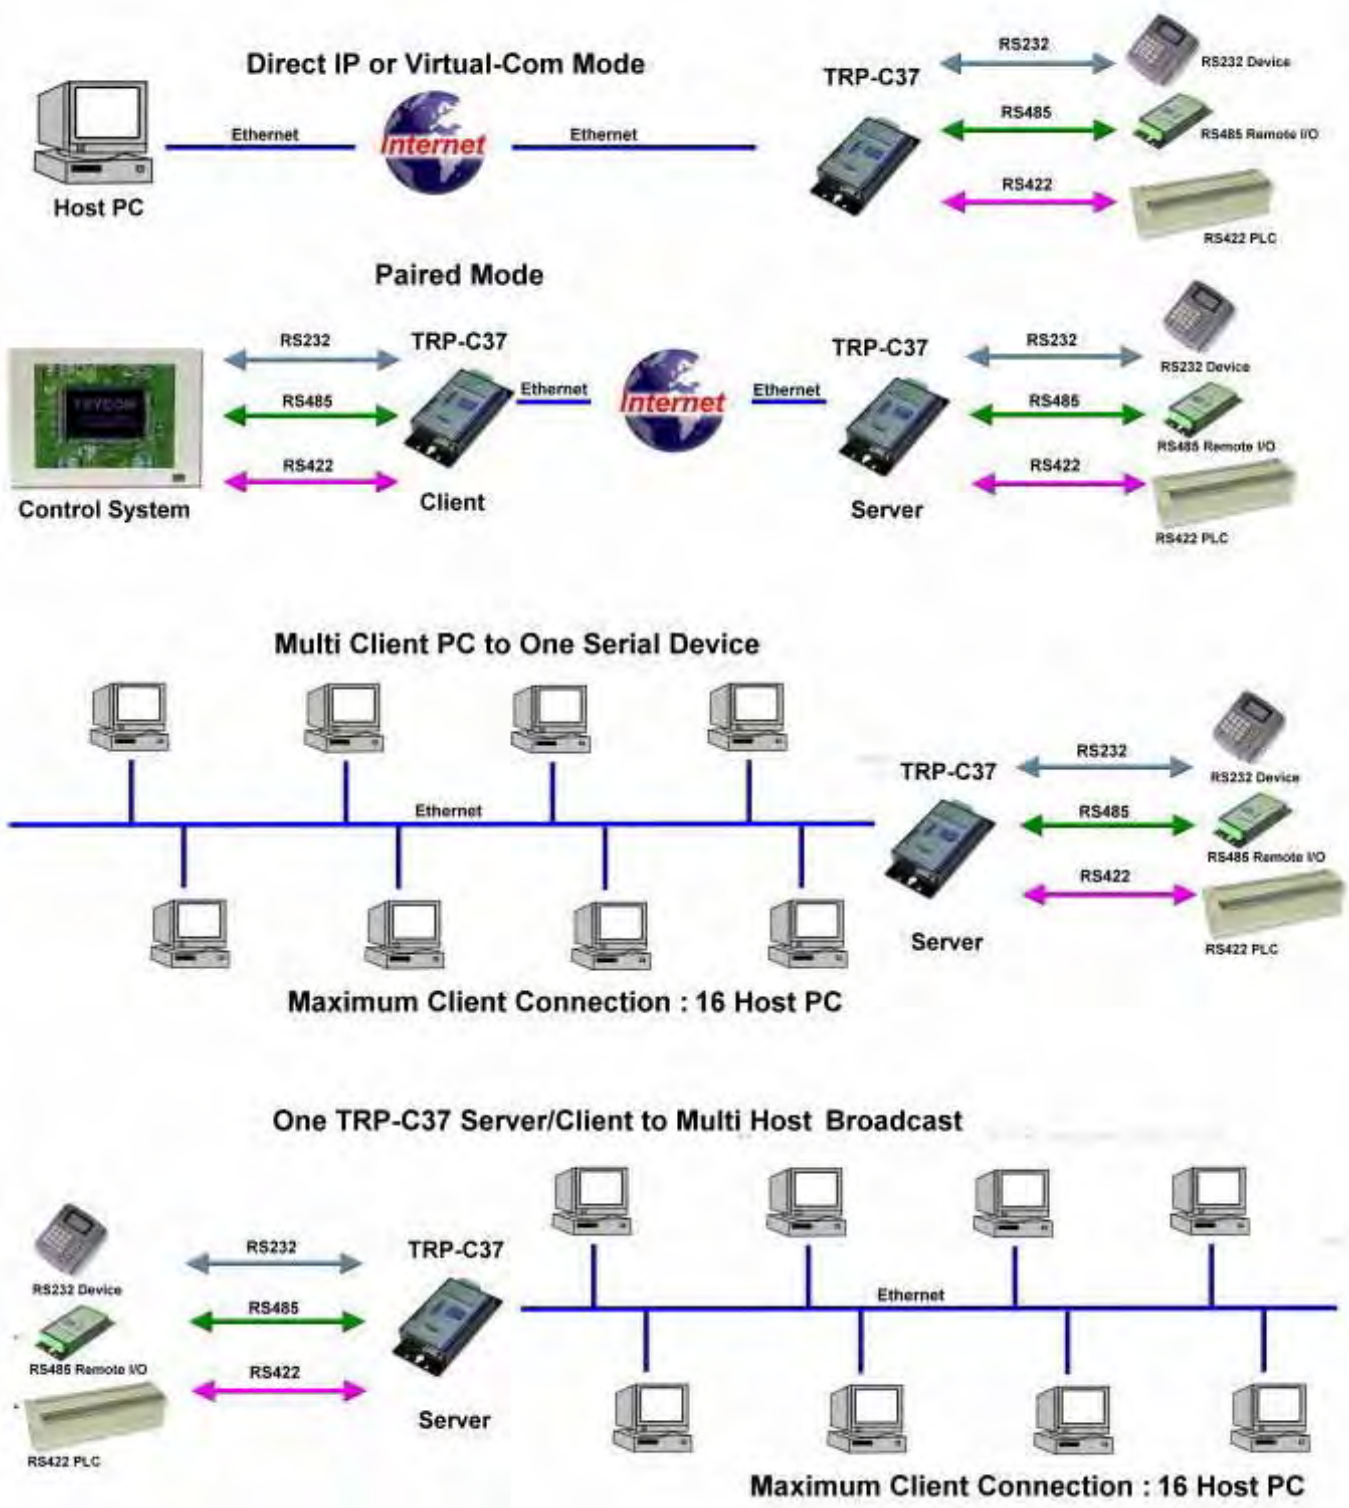 Direct IP or Virtual-Com Mode
Host PC
Ethernet
Internet
Ethernet
TRP-C37
RS232
RS232 Device
RS485
RS485 Remote I/O
RS422
RS422 PLC
Paired Mode
Control System
RS232
RS485
RS422
TRP-C37
Client
Ethernet
Internet
Ethernet
TRP-C37
Server
RS232
RS232 Device
RS485
RS485 Remote I/O
RS422
RS422 PLC
Multi Client PC to One Serial Device
Ethernet
TRP-C37
Server
RS232
RS232 Device
RS485
RS485 Remote I/O
RS422
RS422 PLC
Maximum Client Connection : 16 Host PC
One TRP-C37 Server/Client to Multi Host Broadcast
RS232 Device
RS232
RS485 Remote I/O
RS485
RS422 PLC
RS422
TRP-C37
Server
Ethernet
Maximum Client Connection : 16 Host PC